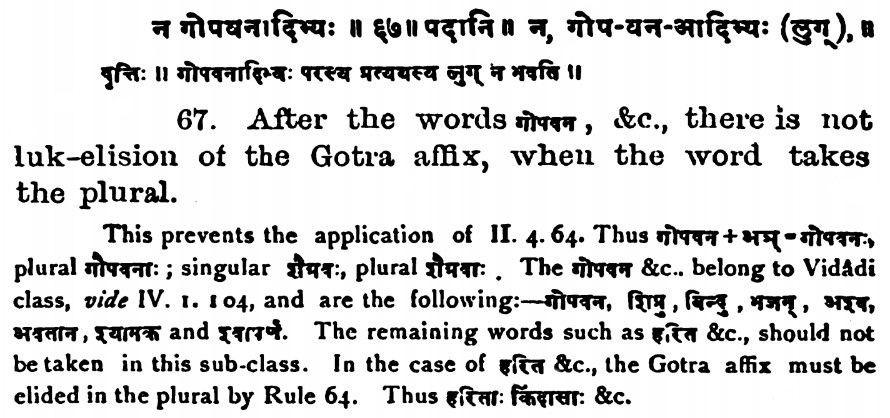 न गोपवनादिभ्यः ॥ ६७॥ पदानि॥ न, गोप-वन-आदिभ्यः (लुग्), ॥
वृत्तिः ॥ गोपवनादिभ्यः परस्य प्रत्ययस्य लुग् न भवति ॥
67. After the words गोपवन, &c., there is not
luk-elision of the Gotra affix, when the word takes
the plural.
This prevents the application of II. 4. 64. Thus गोपवन + अञ् = गौपवनः,
plural गौपवनाः ; singular शैग्रवः, plural शैग्रवाः . The गोपवन &c.. belong to Vidâdi
class, vide IV. 1. 104, and are the following:—गोपवन, शिग्रु, बिन्दु, भाजन, अश्व,
अवतान, श्यामाक and श्वापर्ण. The remaining words such as हरित &c., should not
be taken in this sub-class. In the case of हरित &c., the Gotra affix must be
elided in the plural by Rule 64. Thus हरिताः किंदासाः &c.